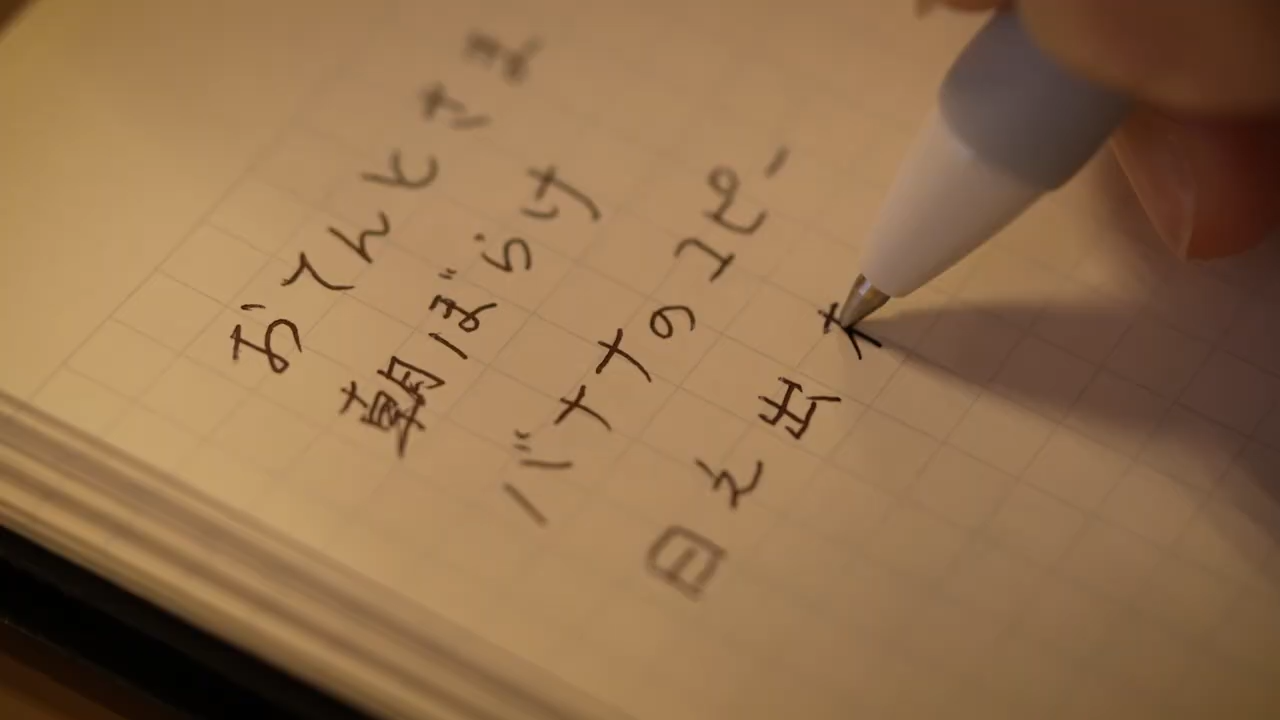 おてんとさま
朝ぼらけ
バナナのコピー
日を出